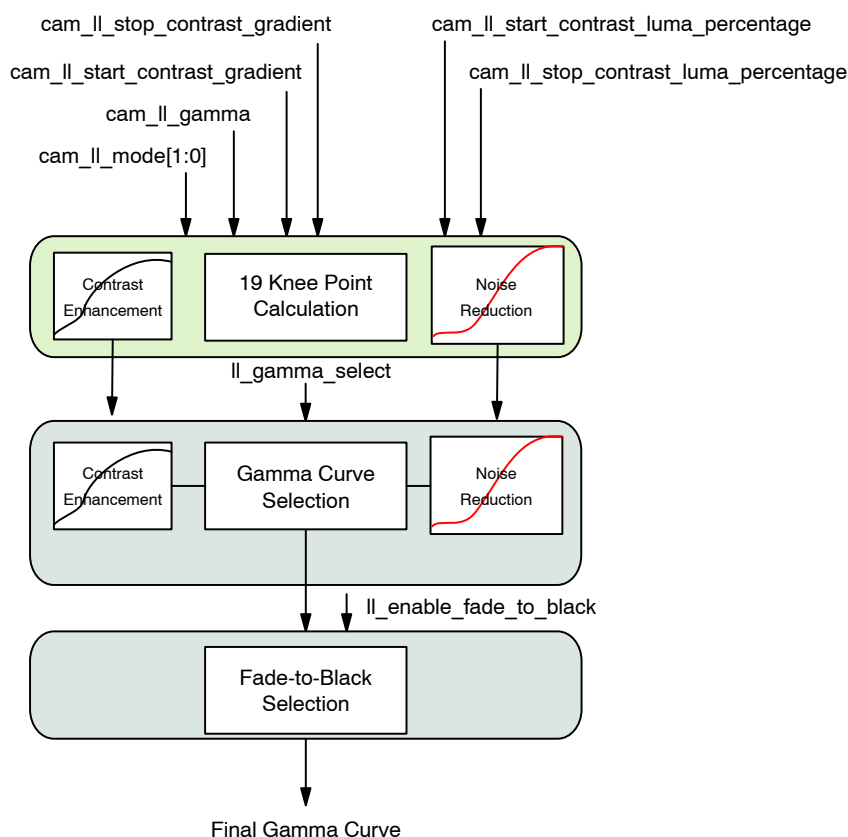 cam_ll_stop_contrast_gradient
cam_ll_start_contrast_luma_percentage
cam_ll_start_contrast_gradient
cam_ll_stop_contrast_luma_percentage
cam_ll_gamma
cam_ll_mode[1:0]
Contrast
Enhancement
19 Knee Point
Calculation
Noise
Reduction
ll_gamma_select
Contrast
Enhancement
Gamma Curve
Selection
Noise
Reduction
ll_enable_fade_to_black
Fade-to-Black
Selection
Final Gamma Curve